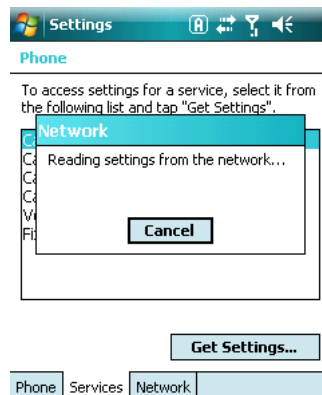 Settings
Phone
To access settings for a service, select it from
the following list and tap "Get Settings".
Network
Reading settings from the network...
Cancel
Get Settings...
Phone Services Network